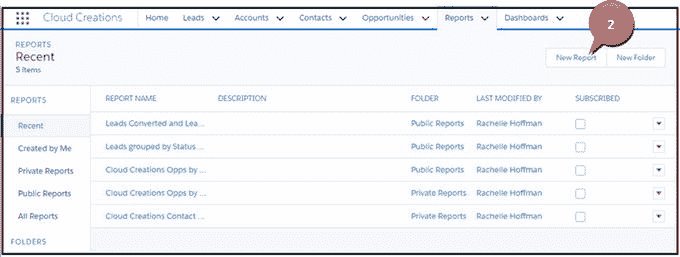 Cloud Creations Home Leads Accounts Contacts Opportunities Reports Dashboards
2
REPORTS
Recent
5 items
New Report New Folder
REPORTS REPORT NAME DESCRIPTION FOLDER LAST MODIFIED BY SUBSCRIBED
Recent Leads Converted and Lea... Public Reports Rachelle Hoffman
Created by Me Leads grouped by Status ... Public Reports Rachelle Hoffman
Private Reports Cloud Creations Opps by ... Public Reports Rachelle Hoffman
Public Reports Cloud Creations Opps by ... Private Reports Rachelle Hoffman
All Reports Cloud Creations Contact ... Private Reports Rachelle Hoffman
FOLDERS